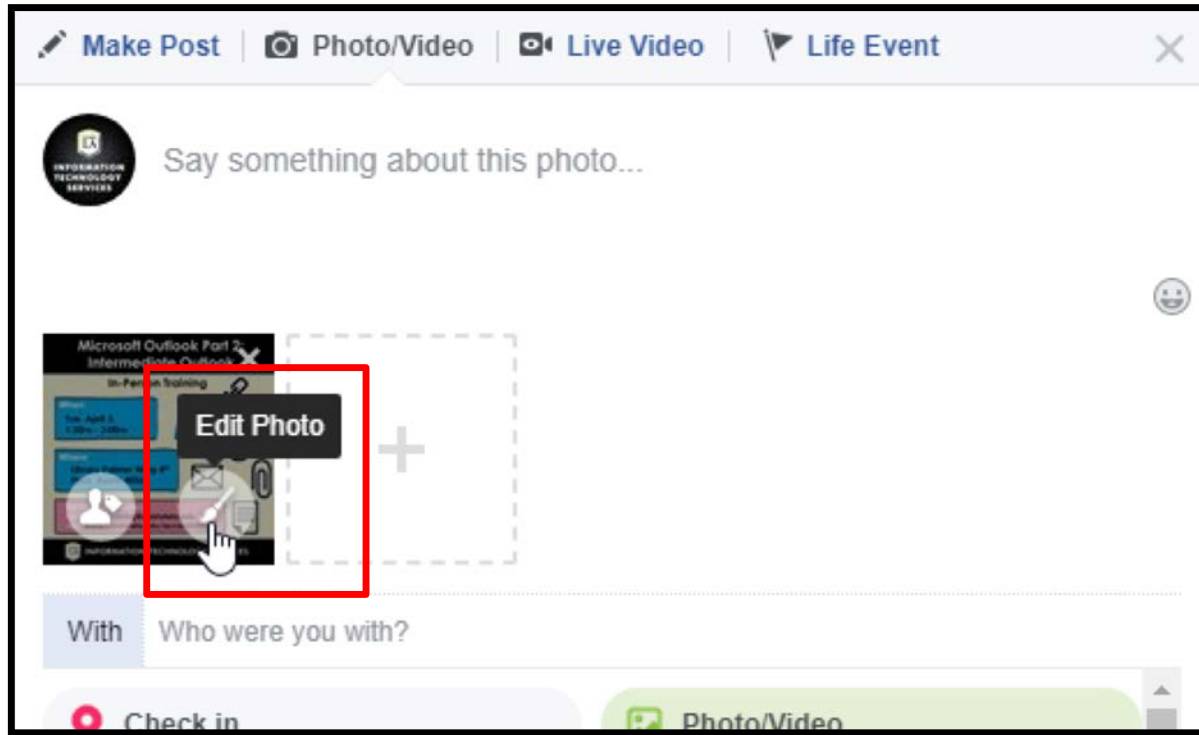 Make Post
Photo/Video
Live Video
Life Event
INFORMATION
TECHNOLOGY
SERVICES
Say something about this photo...
Microsoft Outlook Part 2:
Intermediate Outlook
In-Person Training
Edit Photo
INFORMATION
With
Who were you with?
Check in
Photo/Video